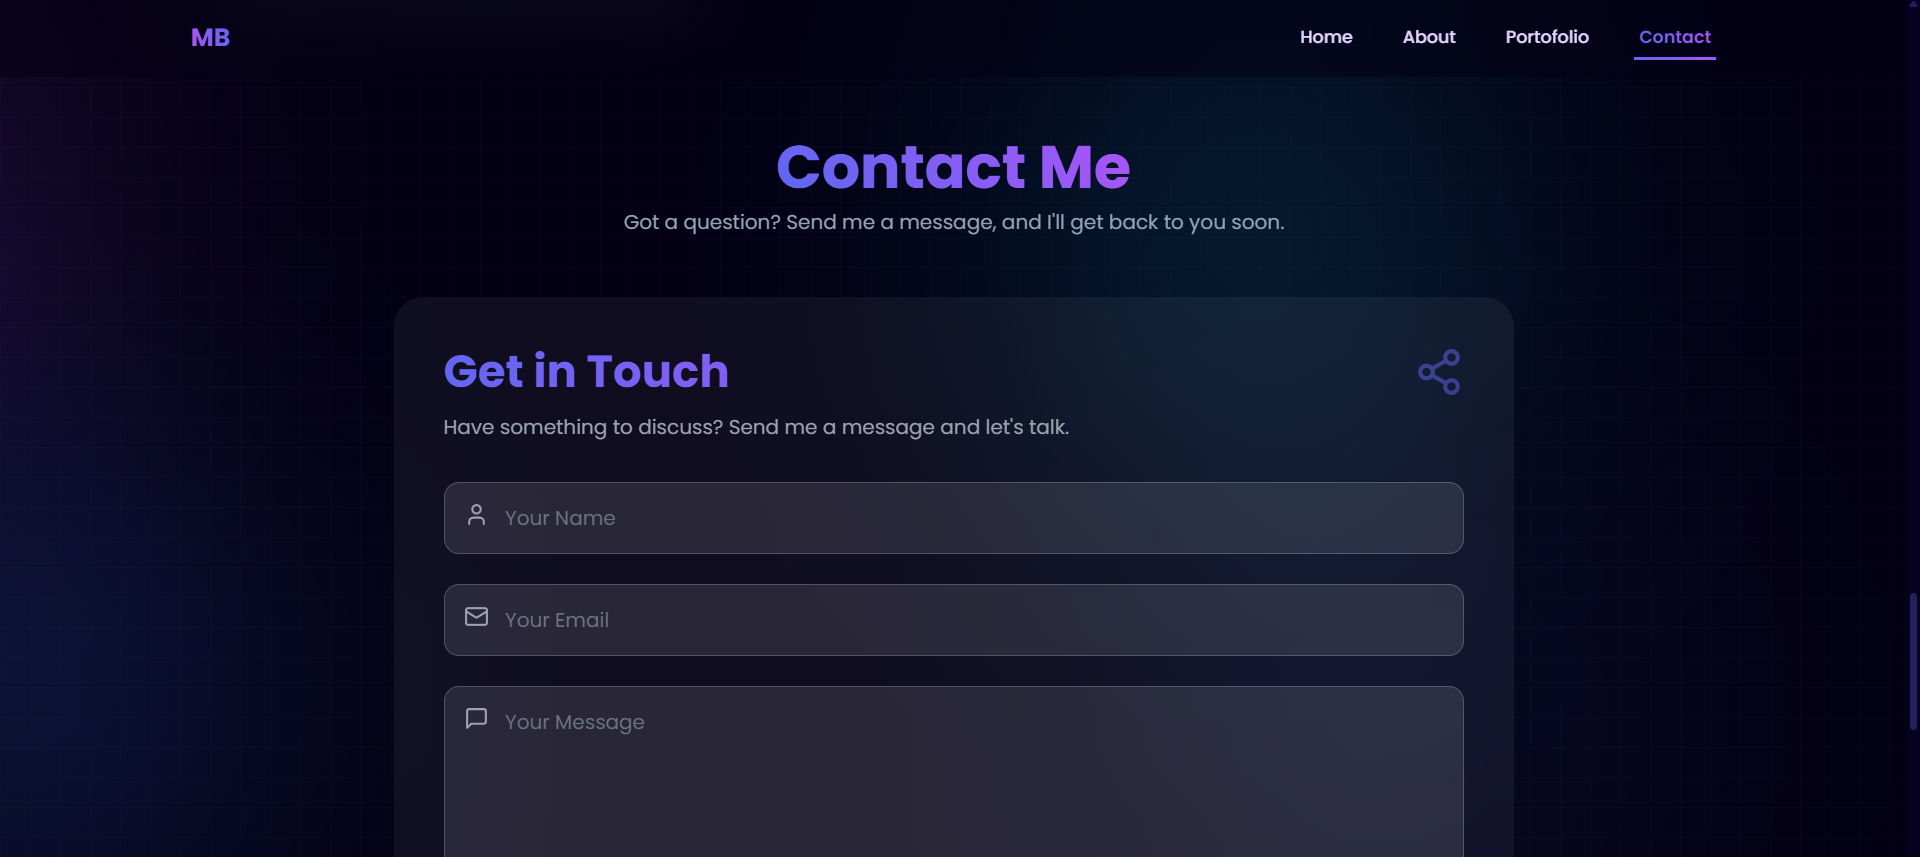 MB
Home
About
Portofolio
Contact
Contact Me
Got a question? Send me a message, and I'll get back to you soon.
Get in Touch
Have something to discuss? Send me a message and let's talk.
Your Name
Your Email
Your Message